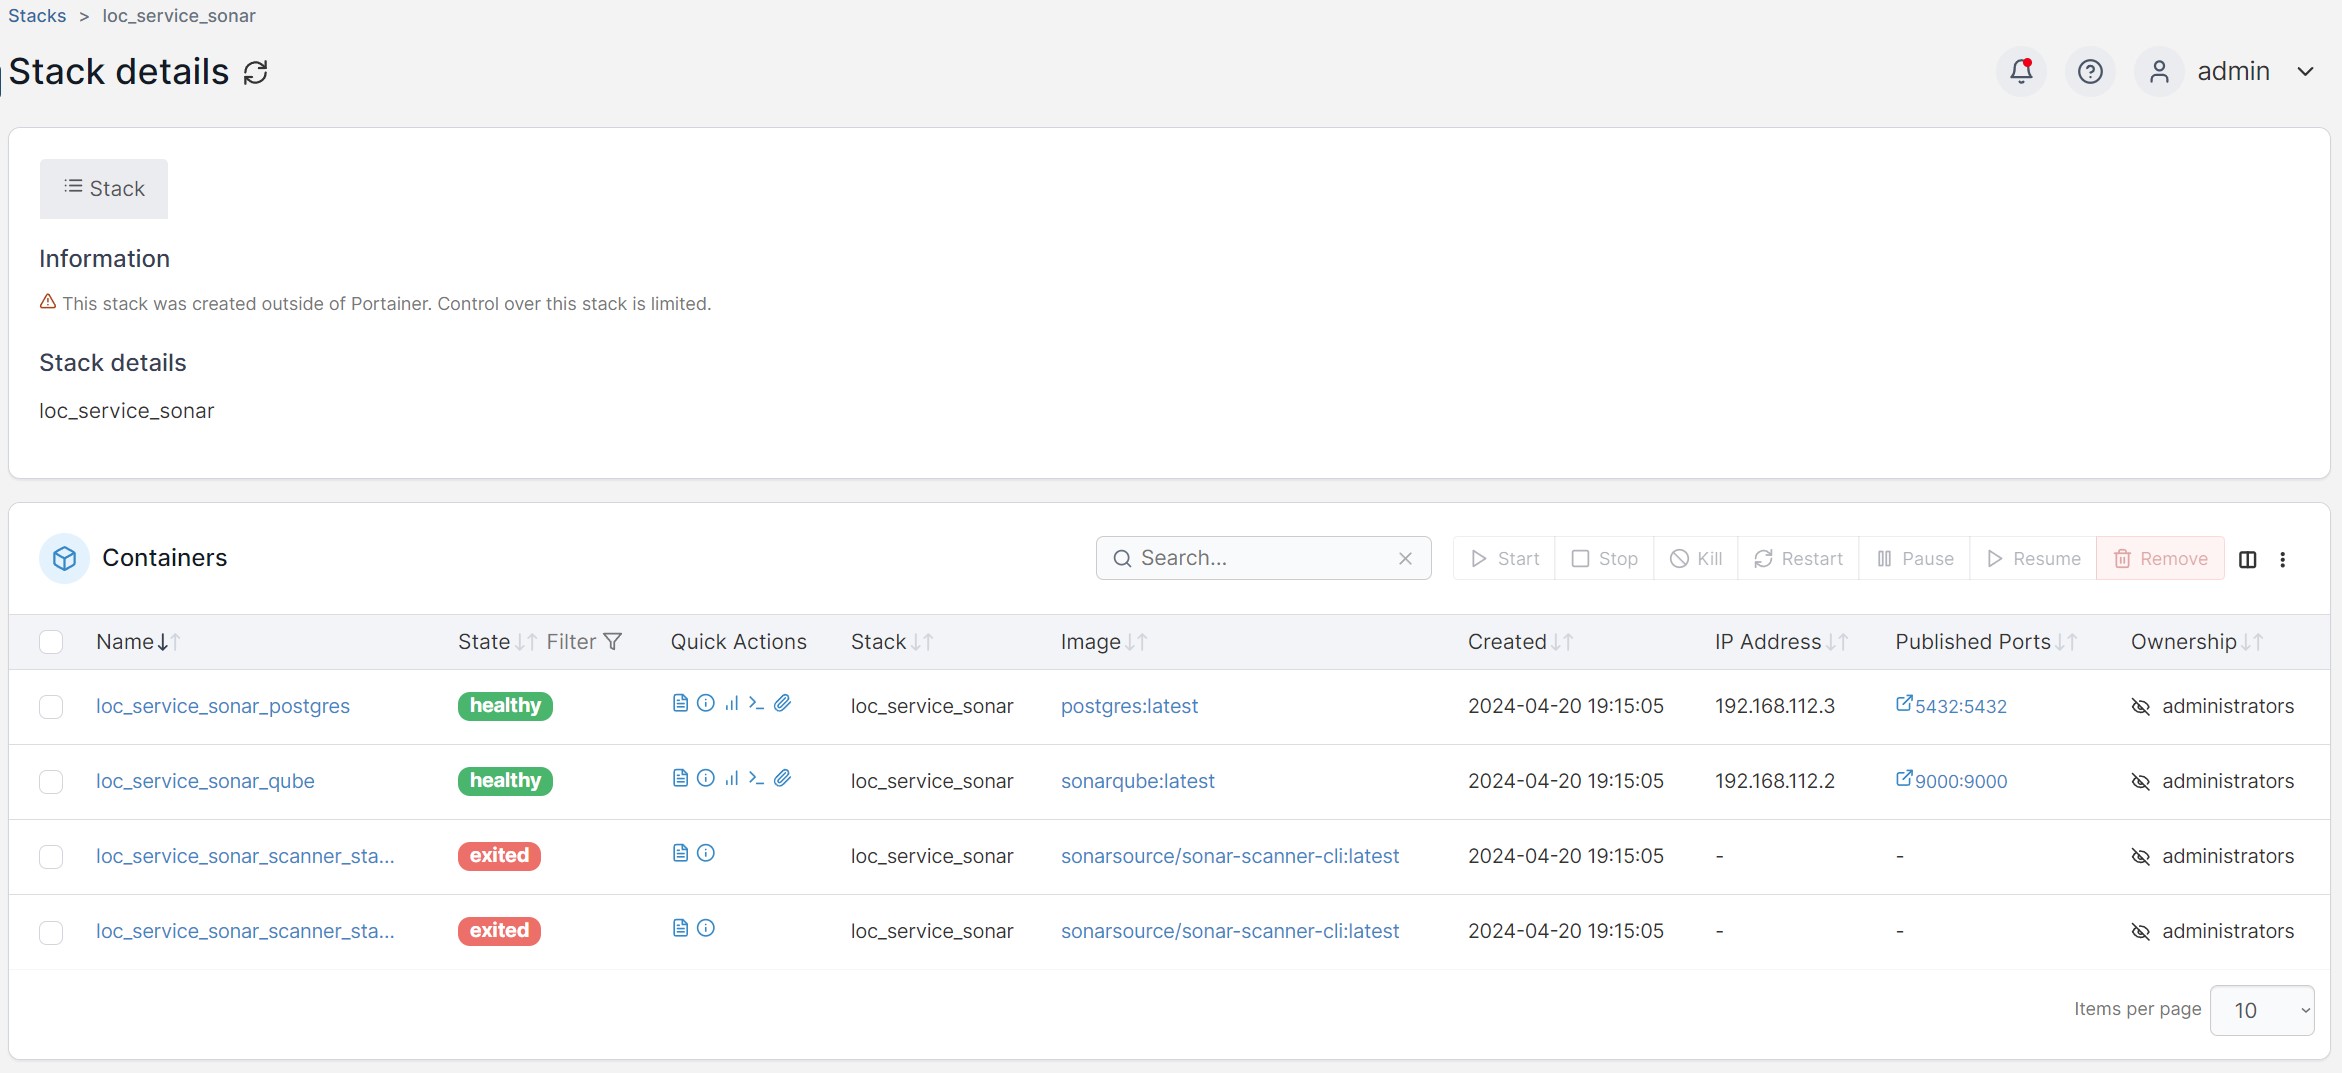 Stacks > loc_service_sonar
Stack details
admin
Stack
Information
This stack was created outside of Portainer. Control over this stack is limited.
Stack details
loc_service_sonar
Containers
Search...
Start Stop Kill Restart Pause Resume Remove
Name State Filter Quick Actions Stack Image Created IP Address Published Ports Ownership
loc_service_sonar_postgres healthy loc_service_sonar postgres:latest 2024-04-20 19:15:05 192.168.112.3 5432:5432 administrators
loc_service_sonar_qube healthy loc_service_sonar sonarqube:latest 2024-04-20 19:15:05 192.168.112.2 9000:9000 administrators
loc_service_sonar_scanner_sta... exited loc_service_sonar sonarsource/sonar-scanner-cli:latest 2024-04-20 19:15:05 - - administrators
loc_service_sonar_scanner_sta... exited loc_service_sonar sonarsource/sonar-scanner-cli:latest 2024-04-20 19:15:05 - - administrators
Items per page 10